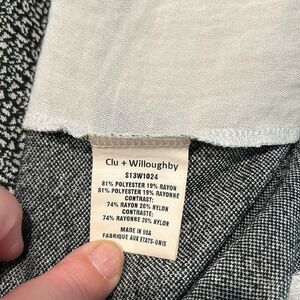 Clu + Willoughby
S13W1024
81% POLYESTER 19% RAYON
81% POLYESTER 19% RAYONNE
CONTRAST:
74% RAYON 26% NYLON
CONTRASTE:
74% RAYONNE 26% NYLON
MADE IN USA
FABRIQUÉ AUX ETATS-UNIS